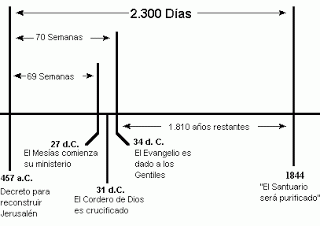 2.300 Días
70 Semanas
69 Semanas
1.810 años restantes
27 d.C.
El Mesías comienza
su ministerio
34 d.C.
El Evangelio es
dado a los
Gentiles
457 a.C.
Decreto para
reconstruir
Jerusalén
31 d.C.
El Cordero de Dios
es crucificado
1844
"El Santuario
será purificado"